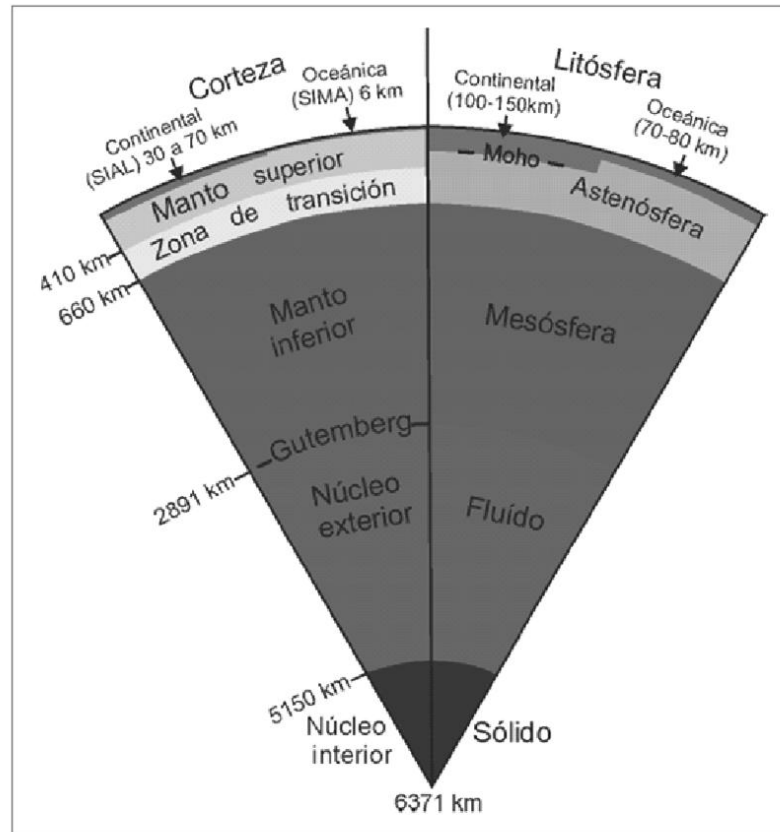 Corteza
Oceánica
(SIMA) 6 km
Continental
(SIAL) 30 a 70 km
Litósfera
Continental
(100-150km)
Oceánica
(70-80 km)
Manto superior
Moho
Zona de transición
Astenósfera
410 km
660 km
Manto
inferior
Mesósfera
Gutemberg
2891 km
Núcleo
exterior
Fluído
5150 km
Núcleo
interior
Sólido
6371 km